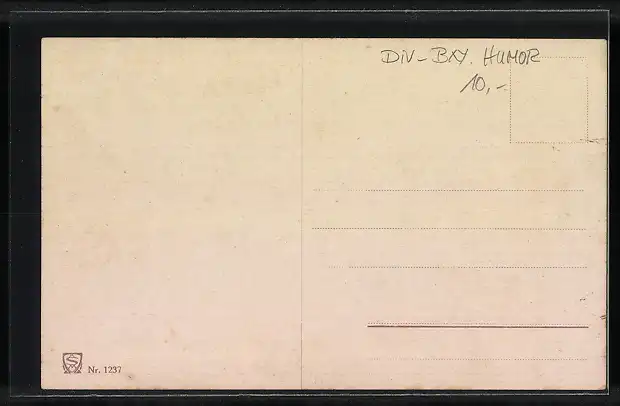 DIV - BAY. HUMOR
10,-
Nr. 1237